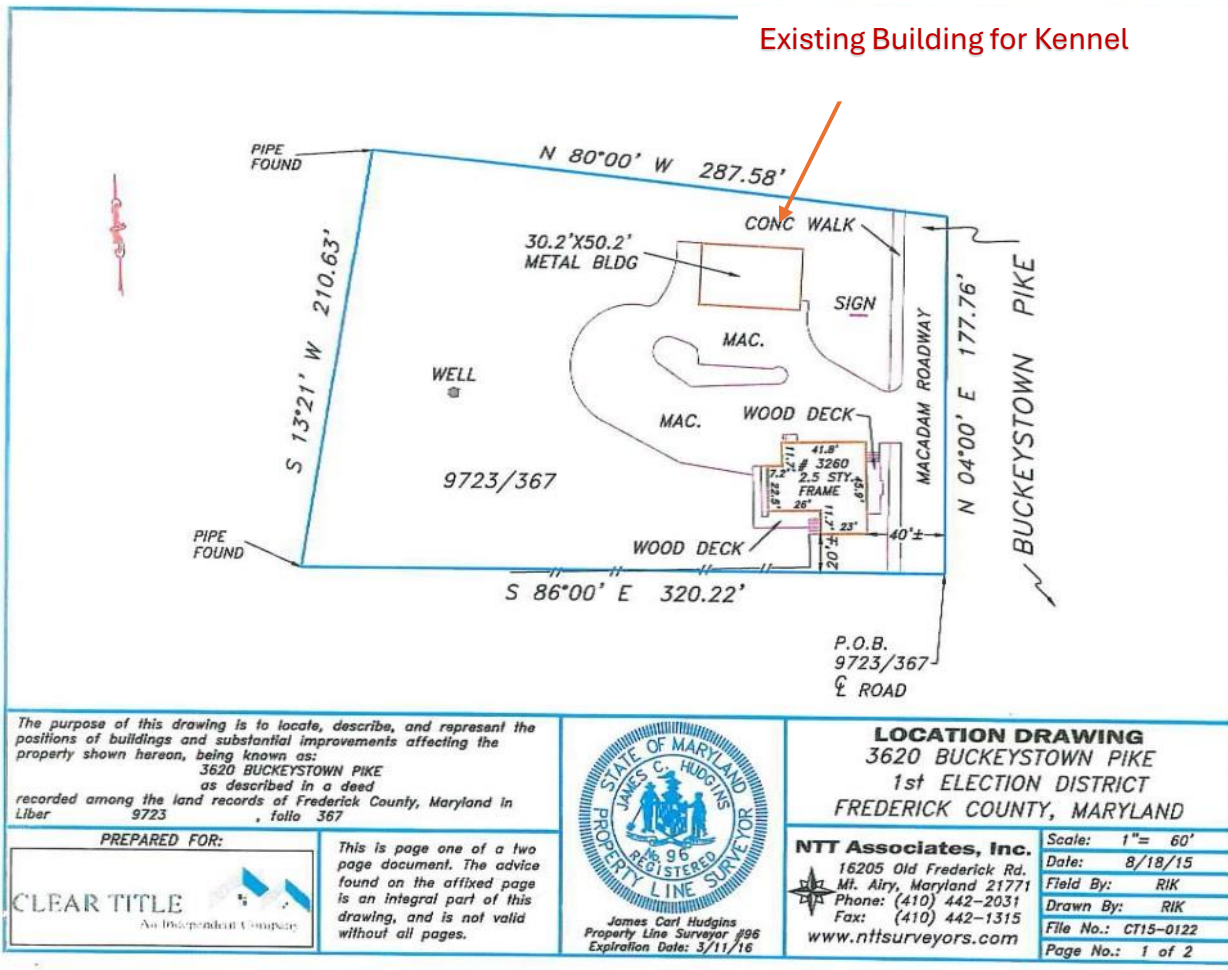 Existing Building for Kennel
PIPE
FOUND
N 80°00' W 287.58'
CONC WALK
30.2'X50.2'
METAL BLDG
SIGN
S 13°21' W 210.63'
MAC.
WELL
MACADAM ROADWAY
N 04°00' E 177.76'
BUCKEYSTOWN PIKE
MAC.
WOOD DECK
41.8'
11.7'
# 3260
7.2'
2.5 STY.
FRAME
22.5'
45.9'
26'
11.7'
23'
9723/367
PIPE
FOUND
WOOD DECK
40'±
20'±
S 86°00' E 320.22'
P.O.B.
9723/367
℄ ROAD
The purpose of this drawing is to locate, describe, and represent the
positions of buildings and substantial improvements affecting the
property shown hereon, being known as:
3620 BUCKEYSTOWN PIKE
as described in a deed
recorded among the land records of Frederick County, Maryland in
Liber 9723 , folio 367
PREPARED FOR:
CLEAR TITLE
An Independent Company
This is page one of a two
page document. The advice
found on the affixed page
is an integral part of this
drawing, and is not valid
without all pages.
STATE OF MARYLAND
JAMES C. HUDGINS
No. 96
REGISTERED
PROPERTY LINE SURVEYOR
James Carl Hudgins
Property Line Surveyor #96
Expiration Date: 3/11/16
LOCATION DRAWING
3620 BUCKEYSTOWN PIKE
1st ELECTION DISTRICT
FREDERICK COUNTY, MARYLAND
NTT Associates, Inc.
16205 Old Frederick Rd.
Mt. Airy, Maryland 21771
Phone: (410) 442-2031
Fax: (410) 442-1315
www.nttsurveyors.com
Scale: 1"= 60'
Date: 8/18/15
Field By: RIK
Drawn By: RIK
File No.: CT15-0122
Page No.: 1 of 2